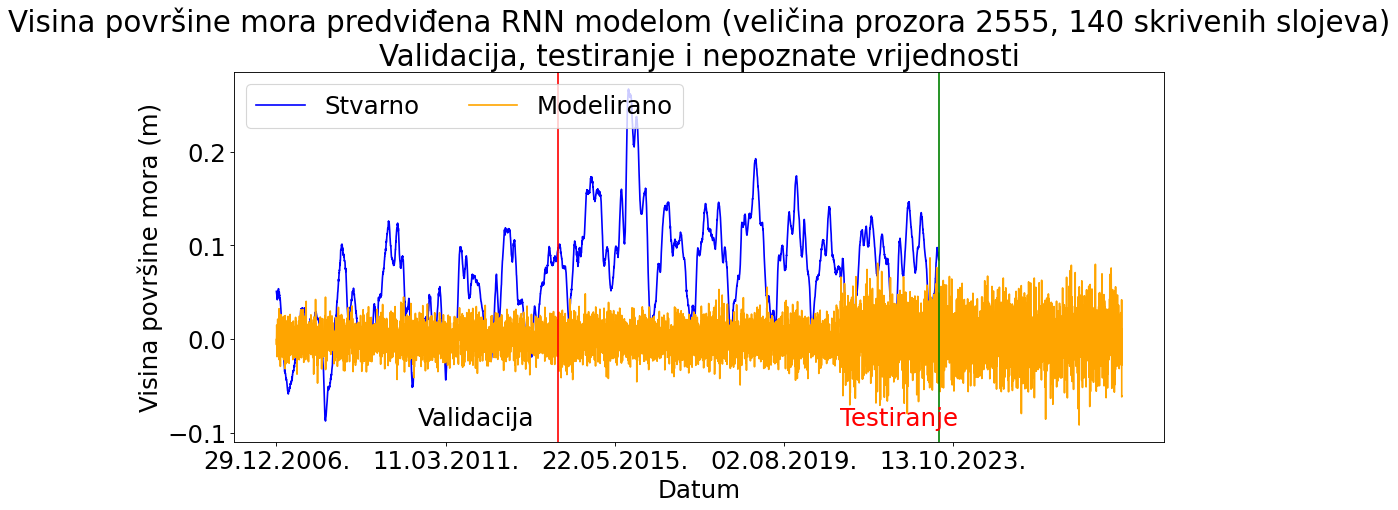 Visina površine mora predviđena RNN modelom (veličina prozora 2555, 140 skrivenih slojeva)
Validacija, testiranje i nepoznate vrijednosti
Stvarno Modelirano
Visina površine mora (m)
0.2
0.1
0.0
−0.1
Validacija
Testiranje
29.12.2006. 11.03.2011. 22.05.2015. 02.08.2019. 13.10.2023.
Datum